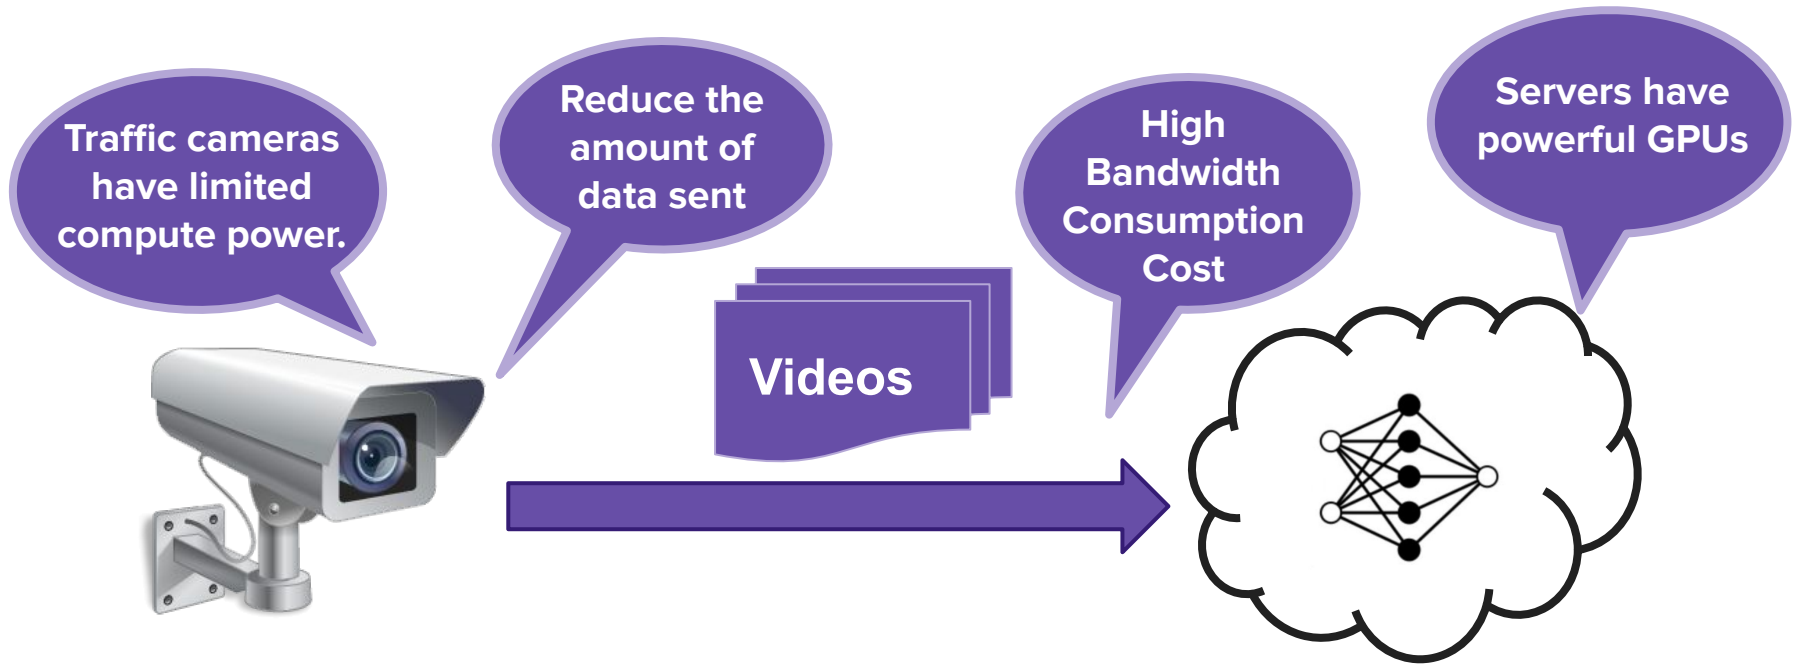 Traffic cameras
have limited
compute power.
Reduce the
amount of
data sent
High
Bandwidth
Consumption
Cost
Servers have
powerful GPUs
Videos